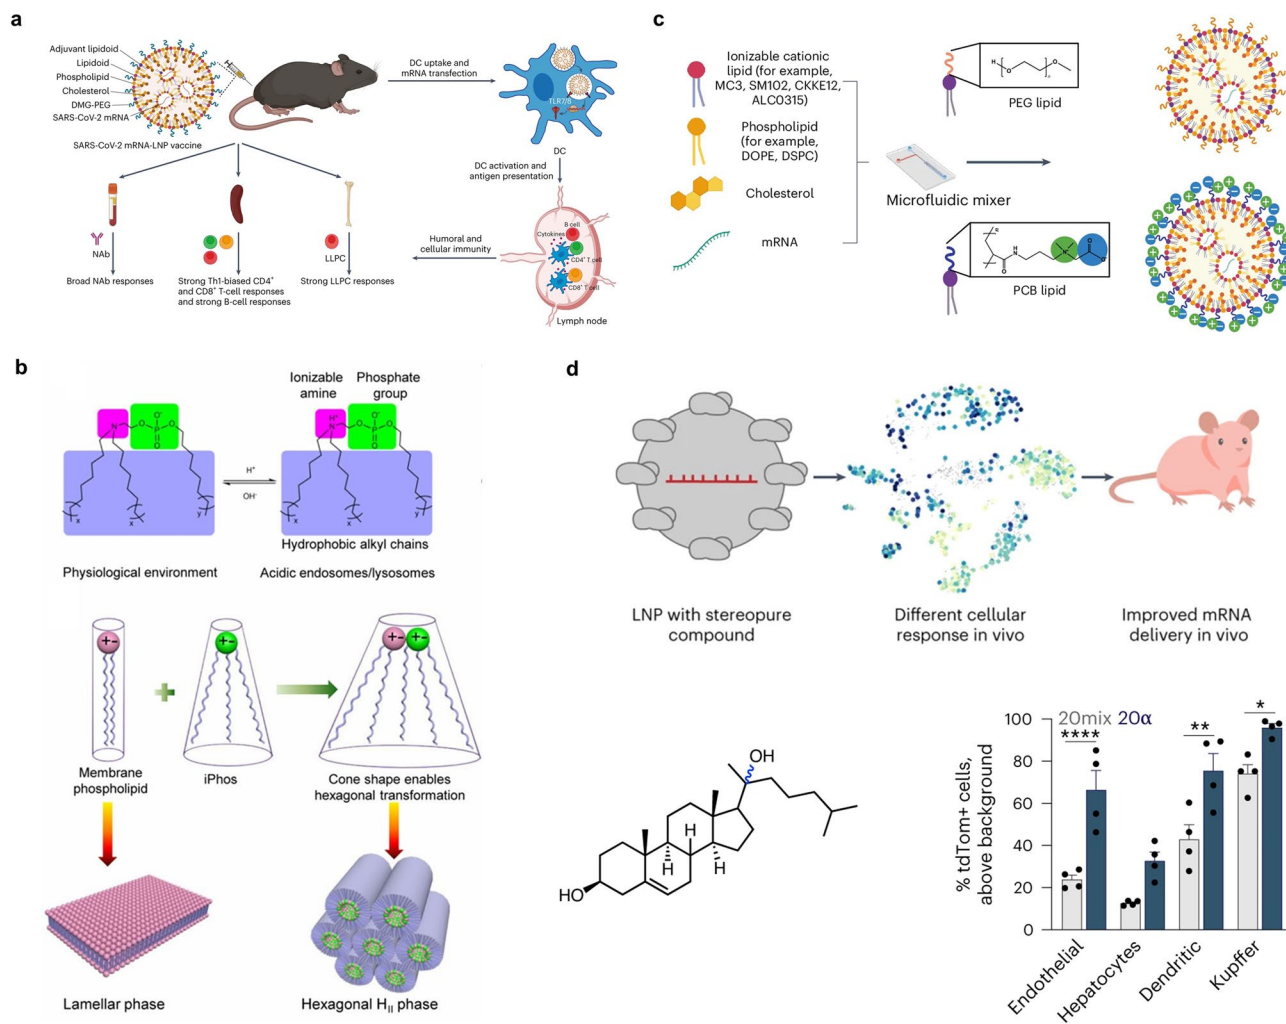 a
Adjuvant lipidoid
Lipidoid
Phospholipid
Cholesterol
DMG-PEG
SARS-CoV-2 mRNA
SARS-CoV-2 mRNA-LNP vaccine
DC uptake and
mRNA transfection
TLR7/8
DC
DC activation and
antigen presentation
B cell
Cytokines
CD4⁺ T cell
CD8⁺ T cell
Lymph node
Humoral and
cellular immunity
NAb
LLPC
Broad NAb responses
Strong Th1-biased CD4⁺
and CD8⁺ T-cell responses
and strong B-cell responses
Strong LLPC responses
c
Ionizable cationic
lipid (for example,
MC3, SM102, CKKE12,
ALC0315)
Phospholipid
(for example,
DOPE, DSPC)
Cholesterol
mRNA
PEG lipid
Microfluidic mixer
PCB lipid
b
Ionizable
amine
Phosphate
group
H⁺
OH⁻
Hydrophobic alkyl chains
Physiological environment
Acidic endosomes/lysosomes
Membrane
phospholipid
iPhos
Cone shape enables
hexagonal transformation
Lamellar phase
Hexagonal H_II phase
d
LNP with stereopure
compound
Different cellular
response in vivo
Improved mRNA
delivery in vivo
OH
H
H
H
HO
% tdTom+ cells,
above background
20mix 20α
****
**
*
100
80
60
40
20
0
Endothelial
Hepatocytes
Dendritic
Kupffer